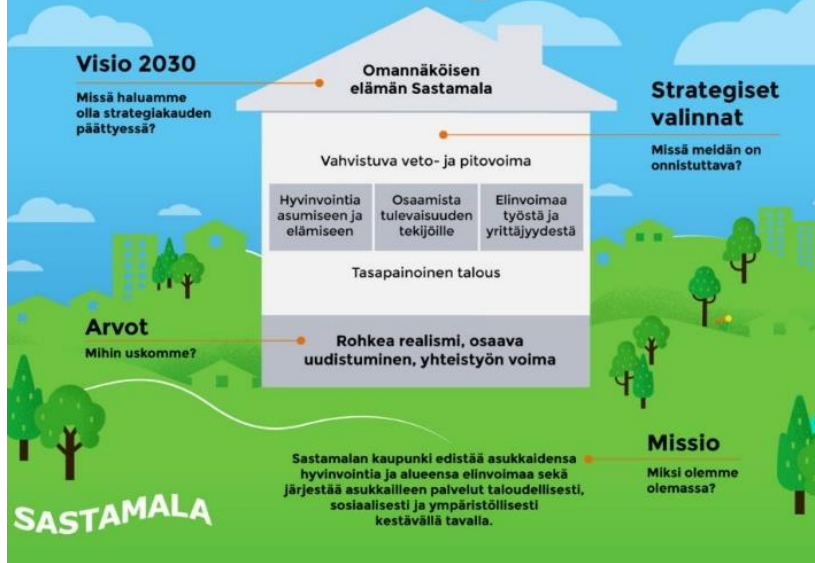 Visio 2030
Missä haluamme
olla strategiakauden
päättyessä?
Omannäköisen
elämän Sastamala
Strategiset
valinnat
Missä meidän on
onnistuttava?
Vahvistuva veto- ja pitovoima
Hyvinvointia
asumiseen ja
elämiseen
Osaamista
tulevaisuuden
tekijöille
Elinvoimaa
työstä ja
yrittäjyydestä
Tasapainoinen talous
Arvot
Mihin uskomme?
Rohkea realismi, osaava
uudistuminen, yhteistyön voima
Sastamalan kaupunki edistää asukkaidensa
hyvinvointia ja alueensa elinvoimaa sekä
järjestää asukkailleen palvelut taloudellisesti,
sosiaalisesti ja ympäristöllisesti
kestävällä tavalla.
Missio
Miksi olemme
olemassa?
SASTAMALA